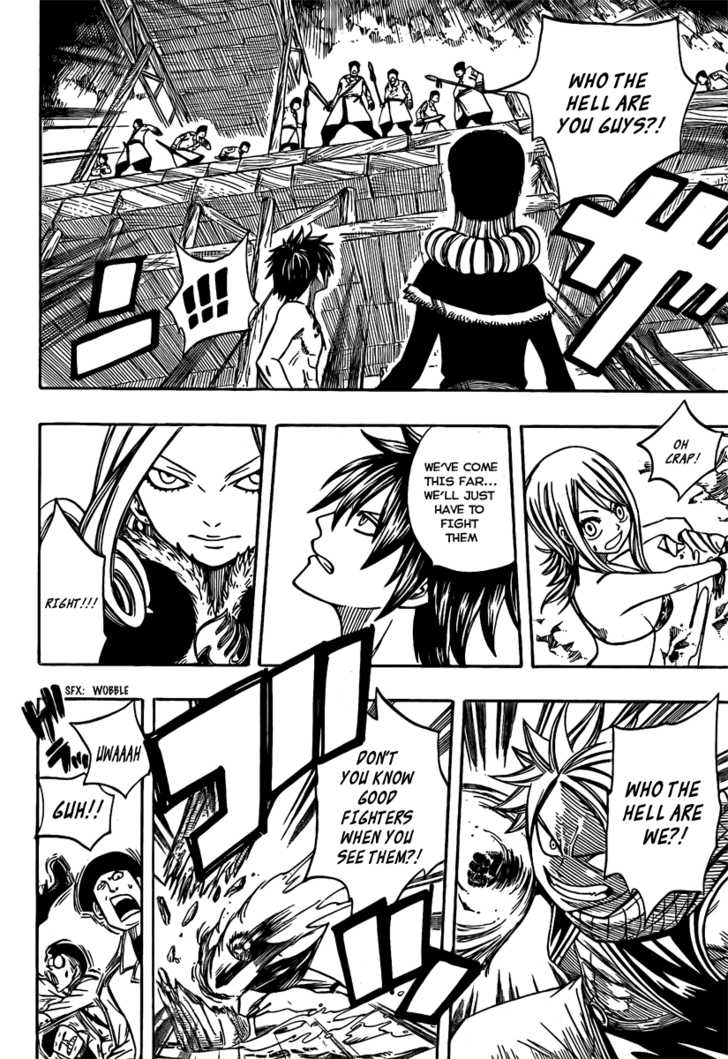 WHO THE
HELL ARE
YOU GUYS?!
ザ
!!!
OH
CRAP!
WE'VE COME
THIS FAR...
WE'LL JUST
HAVE TO
FIGHT
THEM
RIGHT!!!
WHO THE
HELL ARE
WE?!
DON'T
YOU KNOW
GOOD
FIGHTERS
WHEN YOU
SEE THEM?!
SFX: WOBBLE
UWAAAH
GUH!!